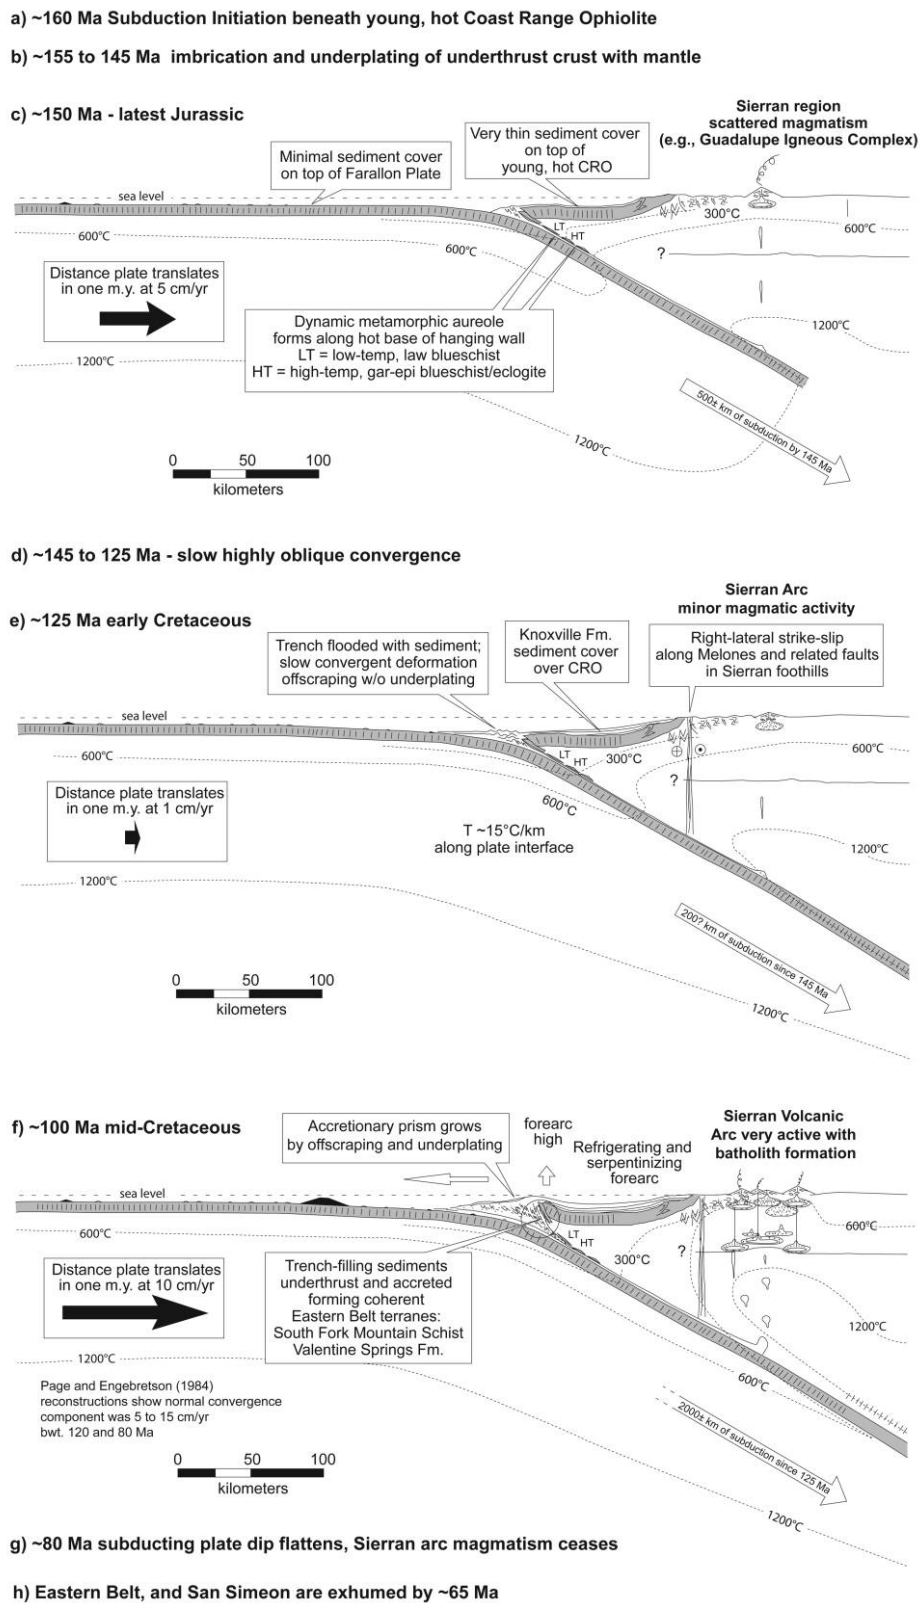 a) ~160 Ma Subduction Initiation beneath young, hot Coast Range Ophiolite
b) ~155 to 145 Ma  imbrication and underplating of underthrust crust with mantle
c) ~150 Ma - latest Jurassic
Sierran region
scattered magmatism
(e.g., Guadalupe Igneous Complex)
Very thin sediment cover
on top of
young, hot CRO
Minimal sediment cover
on top of Farallon Plate
sea level
300°C
600°C
600°C
600°C
LT
HT
?
Distance plate translates
in one m.y. at 5 cm/yr
Dynamic metamorphic aureole
forms along hot base of hanging wall
LT = low-temp, law blueschist
HT = high-temp, gar-epi blueschist/eclogite
1200°C
1200°C
1200°C
500± km of subduction by 145 Ma
0 50 100
kilometers
d) ~145 to 125 Ma - slow highly oblique convergence
Sierran Arc
minor magmatic activity
e) ~125 Ma early Cretaceous
Trench flooded with sediment;
slow convergent deformation
offscraping w/o underplating
Knoxville Fm.
sediment cover
over CRO
Right-lateral strike-slip
along Melones and related faults
in Sierran foothills
sea level
600°C
LT
HT
300°C
600°C
?
600°C
Distance plate translates
in one m.y. at 1 cm/yr
T ~15°C/km
along plate interface
1200°C
1200°C
200? km of subduction since 145 Ma
0 50 100
kilometers
1200°C
f) ~100 Ma mid-Cretaceous
Accretionary prism grows
by offscraping and underplating
forearc
high
Refrigerating and
serpentinizing
forearc
Sierran Volcanic
Arc very active with
batholith formation
sea level
600°C
LT
HT
300°C
?
600°C
Distance plate translates
in one m.y. at 10 cm/yr
Trench-filling sediments
underthrust and accreted
forming coherent
Eastern Belt terranes:
South Fork Mountain Schist
Valentine Springs Fm.
1200°C
1200°C
600°C
Page and Engebretson (1984)
reconstructions show normal convergence
component was 5 to 15 cm/yr
bwt. 120 and 80 Ma
2000± km of subduction since 125 Ma
0 50 100
kilometers
1200°C
g) ~80 Ma subducting plate dip flattens, Sierran arc magmatism ceases
h) Eastern Belt, and San Simeon are exhumed by ~65 Ma